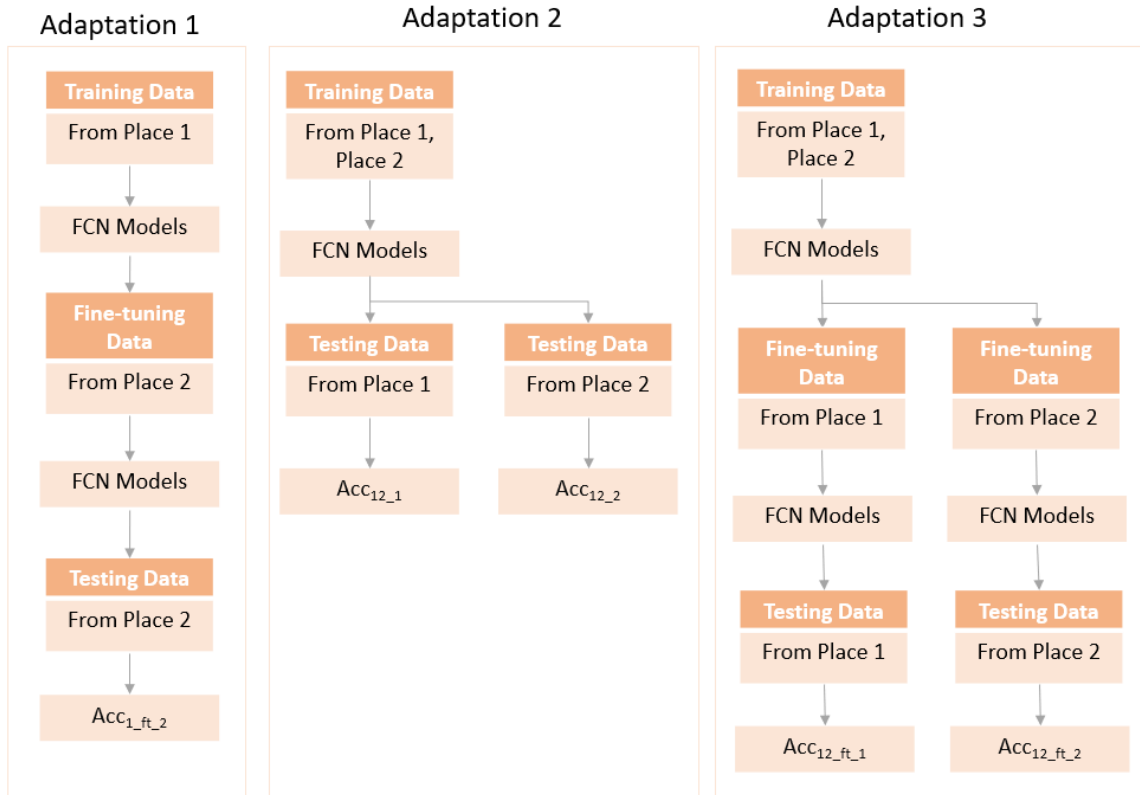 Adaptation 1
Training Data
From Place 1
FCN Models
Fine-tuning
Data
From Place 2
FCN Models
Testing Data
From Place 2
Acc1_ft_2
Adaptation 2
Training Data
From Place 1,
Place 2
FCN Models
Testing Data
From Place 1
Acc12_1
Testing Data
From Place 2
Acc12_2
Adaptation 3
Training Data
From Place 1,
Place 2
FCN Models
Fine-tuning
Data
From Place 1
FCN Models
Testing Data
From Place 1
Acc12_ft_1
Fine-tuning
Data
From Place 2
FCN Models
Testing Data
From Place 2
Acc12_ft_2